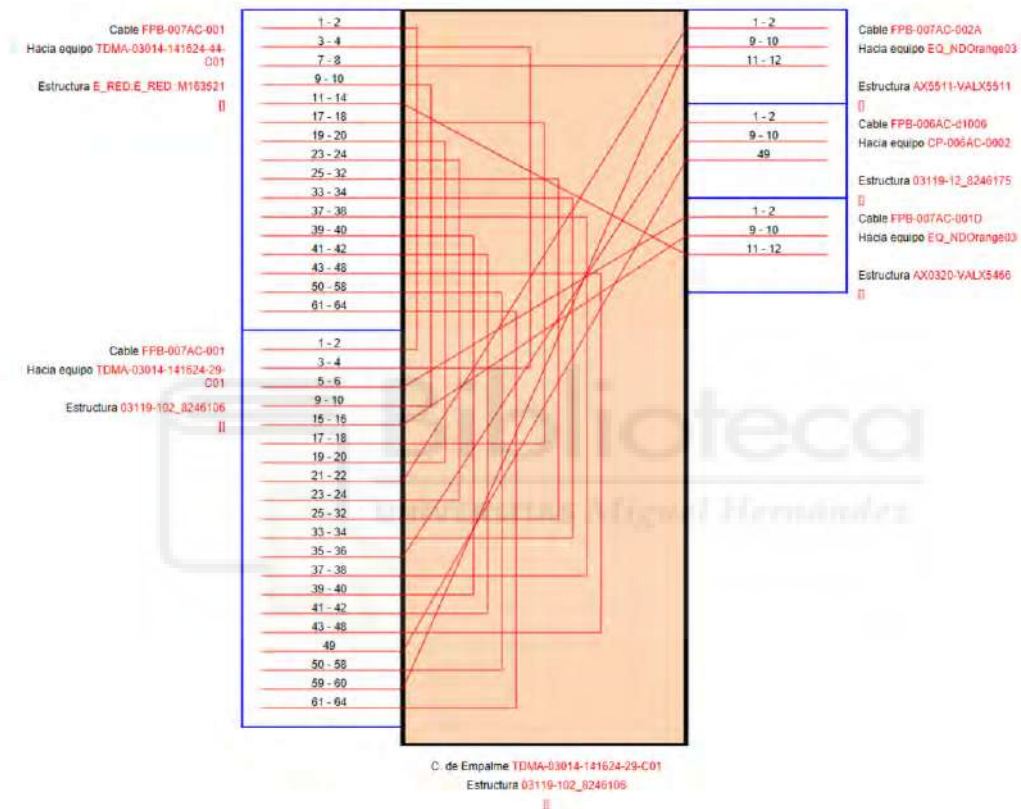 Cable FPB-007AC-001
Hacia equipo TDMA-03014-141624-44-
C01
Estructura E_RED:E_RED :M163521
[]
1 - 2
3 - 4
7 - 8
9 - 10
11 - 14
17 - 18
19 - 20
23 - 24
25 - 32
33 - 34
37 - 38
39 - 40
41 - 42
43 - 48
50 - 58
61 - 64
Cable FPB-007AC-001
Hacia equipo TDMA-03014-141624-29-
C01
Estructura 03119-102_8246106
[]
1 - 2
3 - 4
5 - 6
9 - 10
15 - 16
17 - 18
19 - 20
21 - 22
23 - 24
25 - 32
33 - 34
35 - 36
37 - 38
39 - 40
41 - 42
43 - 48
49
50 - 58
59 - 60
61 - 64
1 - 2
9 - 10
11 - 12
Cable FPB-007AC-002A
Hacia equipo EQ_NDOrange03
Estructura AX5511-VALX5511
[]
1 - 2
9 - 10
49
Cable FPB-006AC-d1006
Hacia equipo CP-006AC-0002
Estructura 03119-12_8246175
[]
1 - 2
9 - 10
11 - 12
Cable FPB-007AC-001D
Hacia equipo EQ_NDOrange03
Estructura AX0320-VALX5466
[]
Biblioteca
Miguel Hernández
C. de Empalme TDMA-03014-141624-29-C01
Estructura 03119-102_8246106
[]